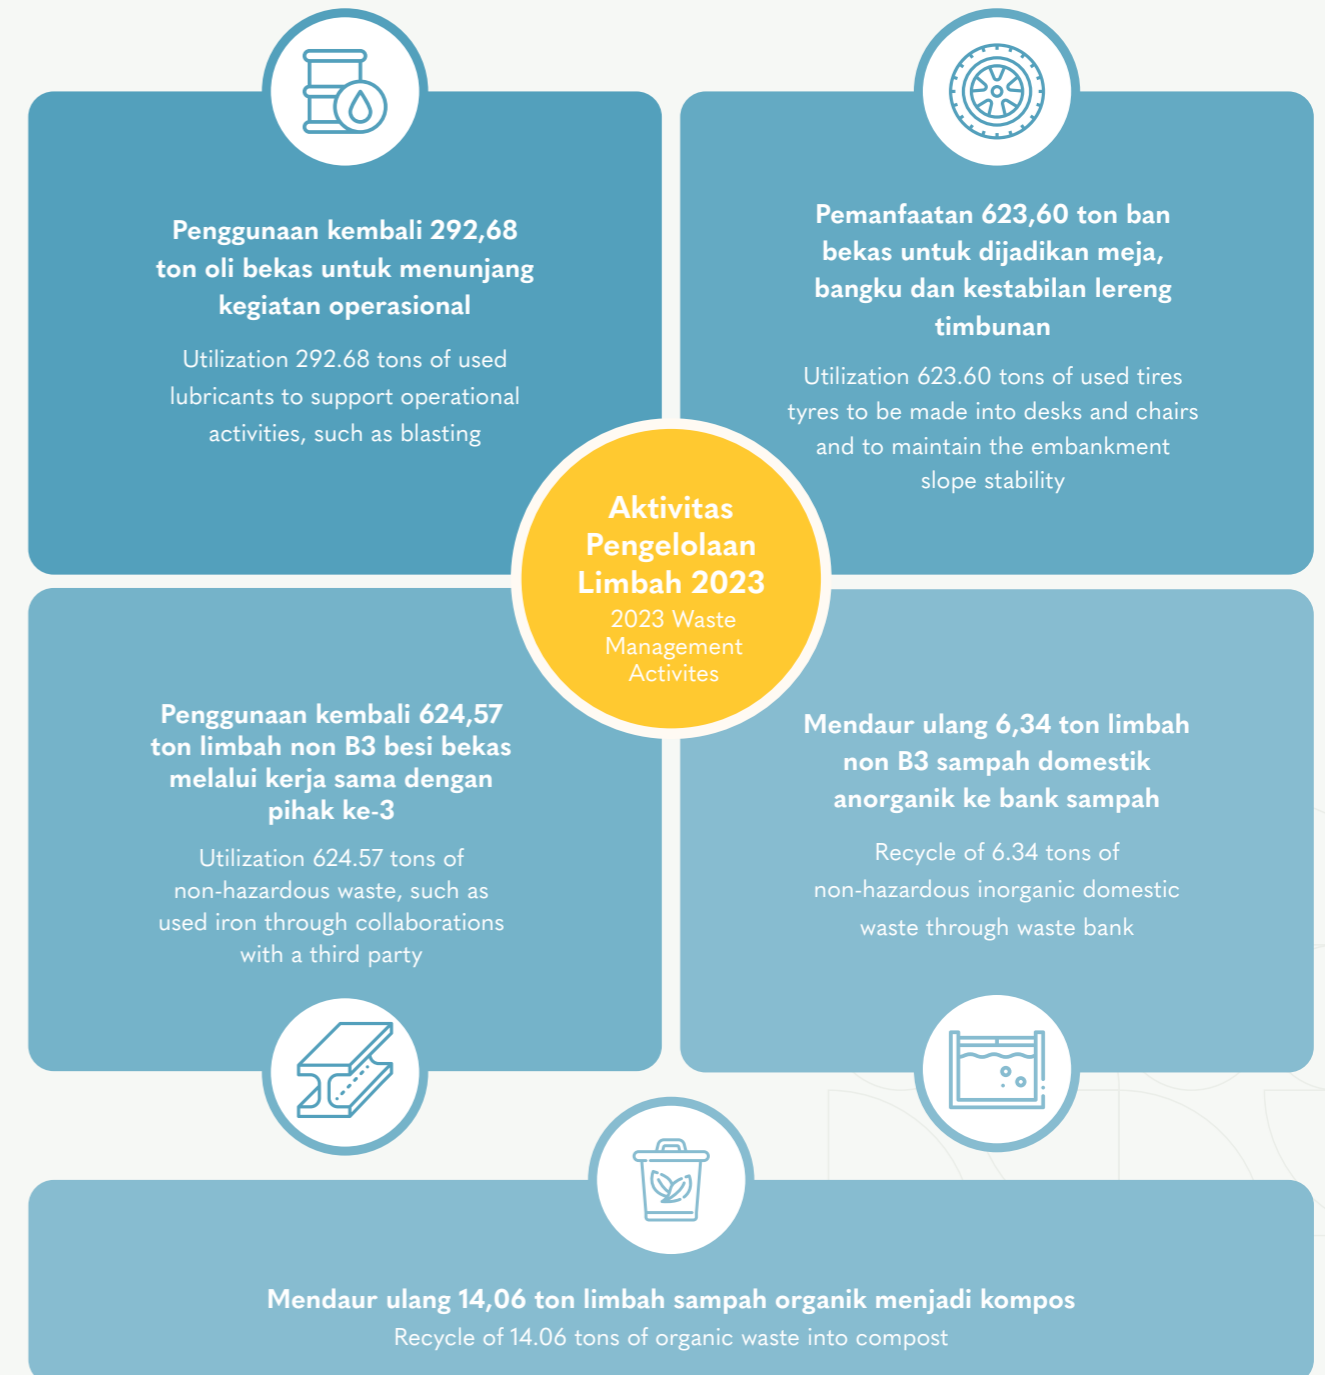 Penggunaan kembali 292,68
ton oli bekas untuk menunjang
kegiatan operasional
Utilization 292.68 tons of used
lubricants to support operational
activities, such as blasting
Pemanfaatan 623,60 ton ban
bekas untuk dijadikan meja,
bangku dan kestabilan lereng
timbunan
Utilization 623.60 tons of used tires
tyres to be made into desks and chairs
and to maintain the embankment
slope stability
Aktivitas
Pengelolaan
Limbah 2023
2023 Waste
Management
Activites
Penggunaan kembali 624,57
ton limbah non B3 besi bekas
melalui kerja sama dengan
pihak ke-3
Utilization 624.57 tons of
non-hazardous waste, such as
used iron through collaborations
with a third party
Mendaur ulang 6,34 ton limbah
non B3 sampah domestik
anorganik ke bank sampah
Recycle of 6.34 tons of
non-hazardous inorganic domestic
waste through waste bank
Mendaur ulang 14,06 ton limbah sampah organik menjadi kompos
Recycle of 14.06 tons of organic waste into compost